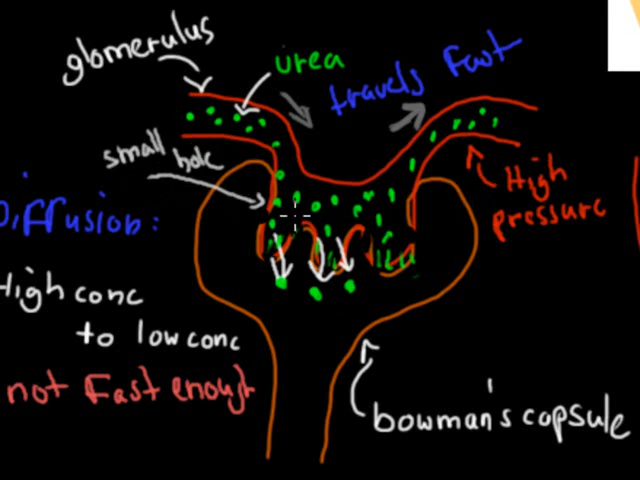 glomerulus
urea
travels fast
small hole
High
pressure
Diffusion:
High conc
to low conc
not fast enough
bowman's capsule